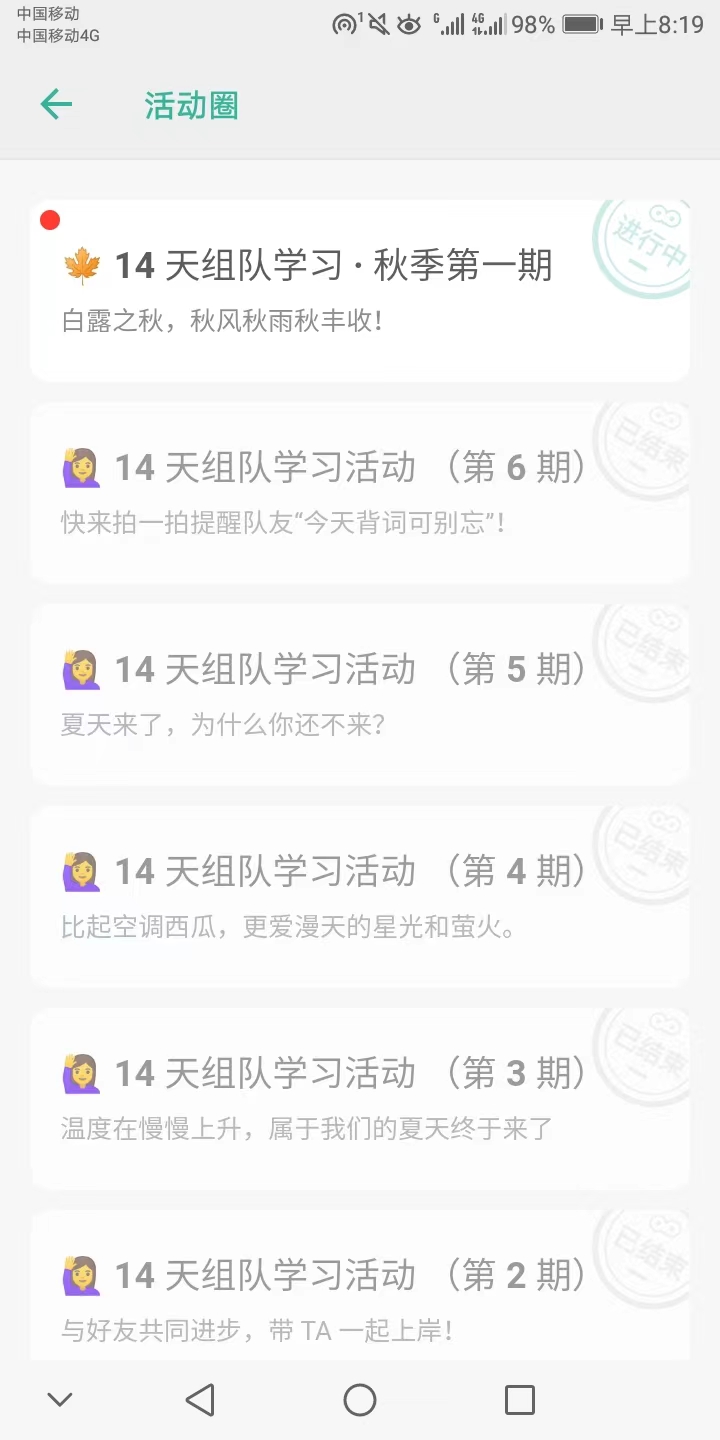 中国移动
中国移动4G
1 G 4G 98% 早上8:19
活动圈
14 天组队学习 · 秋季第一期
进行中
白露之秋，秋风秋雨秋丰收！
14 天组队学习活动 （第 6 期）
已结束
快来拍一拍提醒队友“今天背词可别忘”！
14 天组队学习活动 （第 5 期）
已结束
夏天来了，为什么你还不来？
14 天组队学习活动 （第 4 期）
已结束
比起空调西瓜，更爱漫天的星光和萤火。
14 天组队学习活动 （第 3 期）
已结束
温度在慢慢上升，属于我们的夏天终于来了
14 天组队学习活动 （第 2 期）
已结束
与好友共同进步，带 TA 一起上岸！